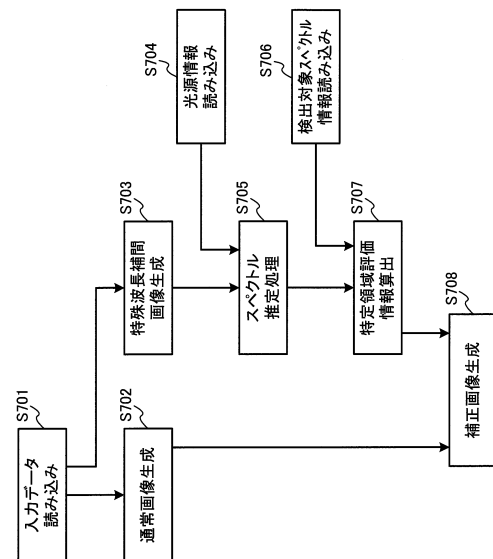 S701
入力データ
読み込み
S702
通常画像生成
S703
特殊波長補間
画像生成
S704
光源情報
読み込み
S705
スペクトル
推定処理
S706
検出対象スペクトル
情報読み込み
S707
特定領域評価
情報算出
S708
補正画像生成